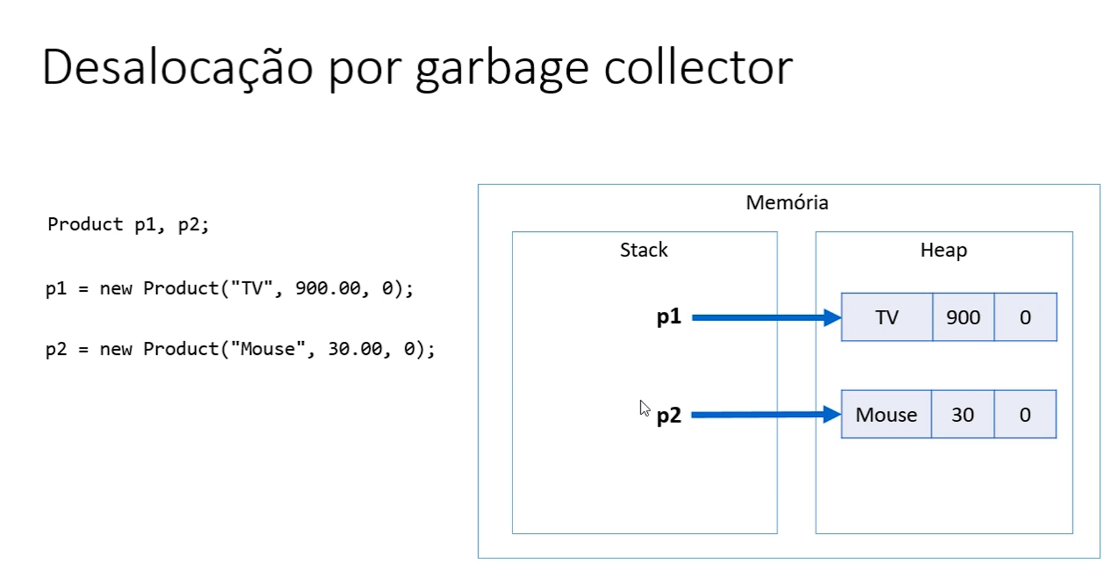 Desalocação por garbage collector
Product p1, p2;
p1 = new Product("TV", 900.00, 0);
p2 = new Product("Mouse", 30.00, 0);
Memória
Stack
Heap
p1
TV 900 0
p2
Mouse 30 0